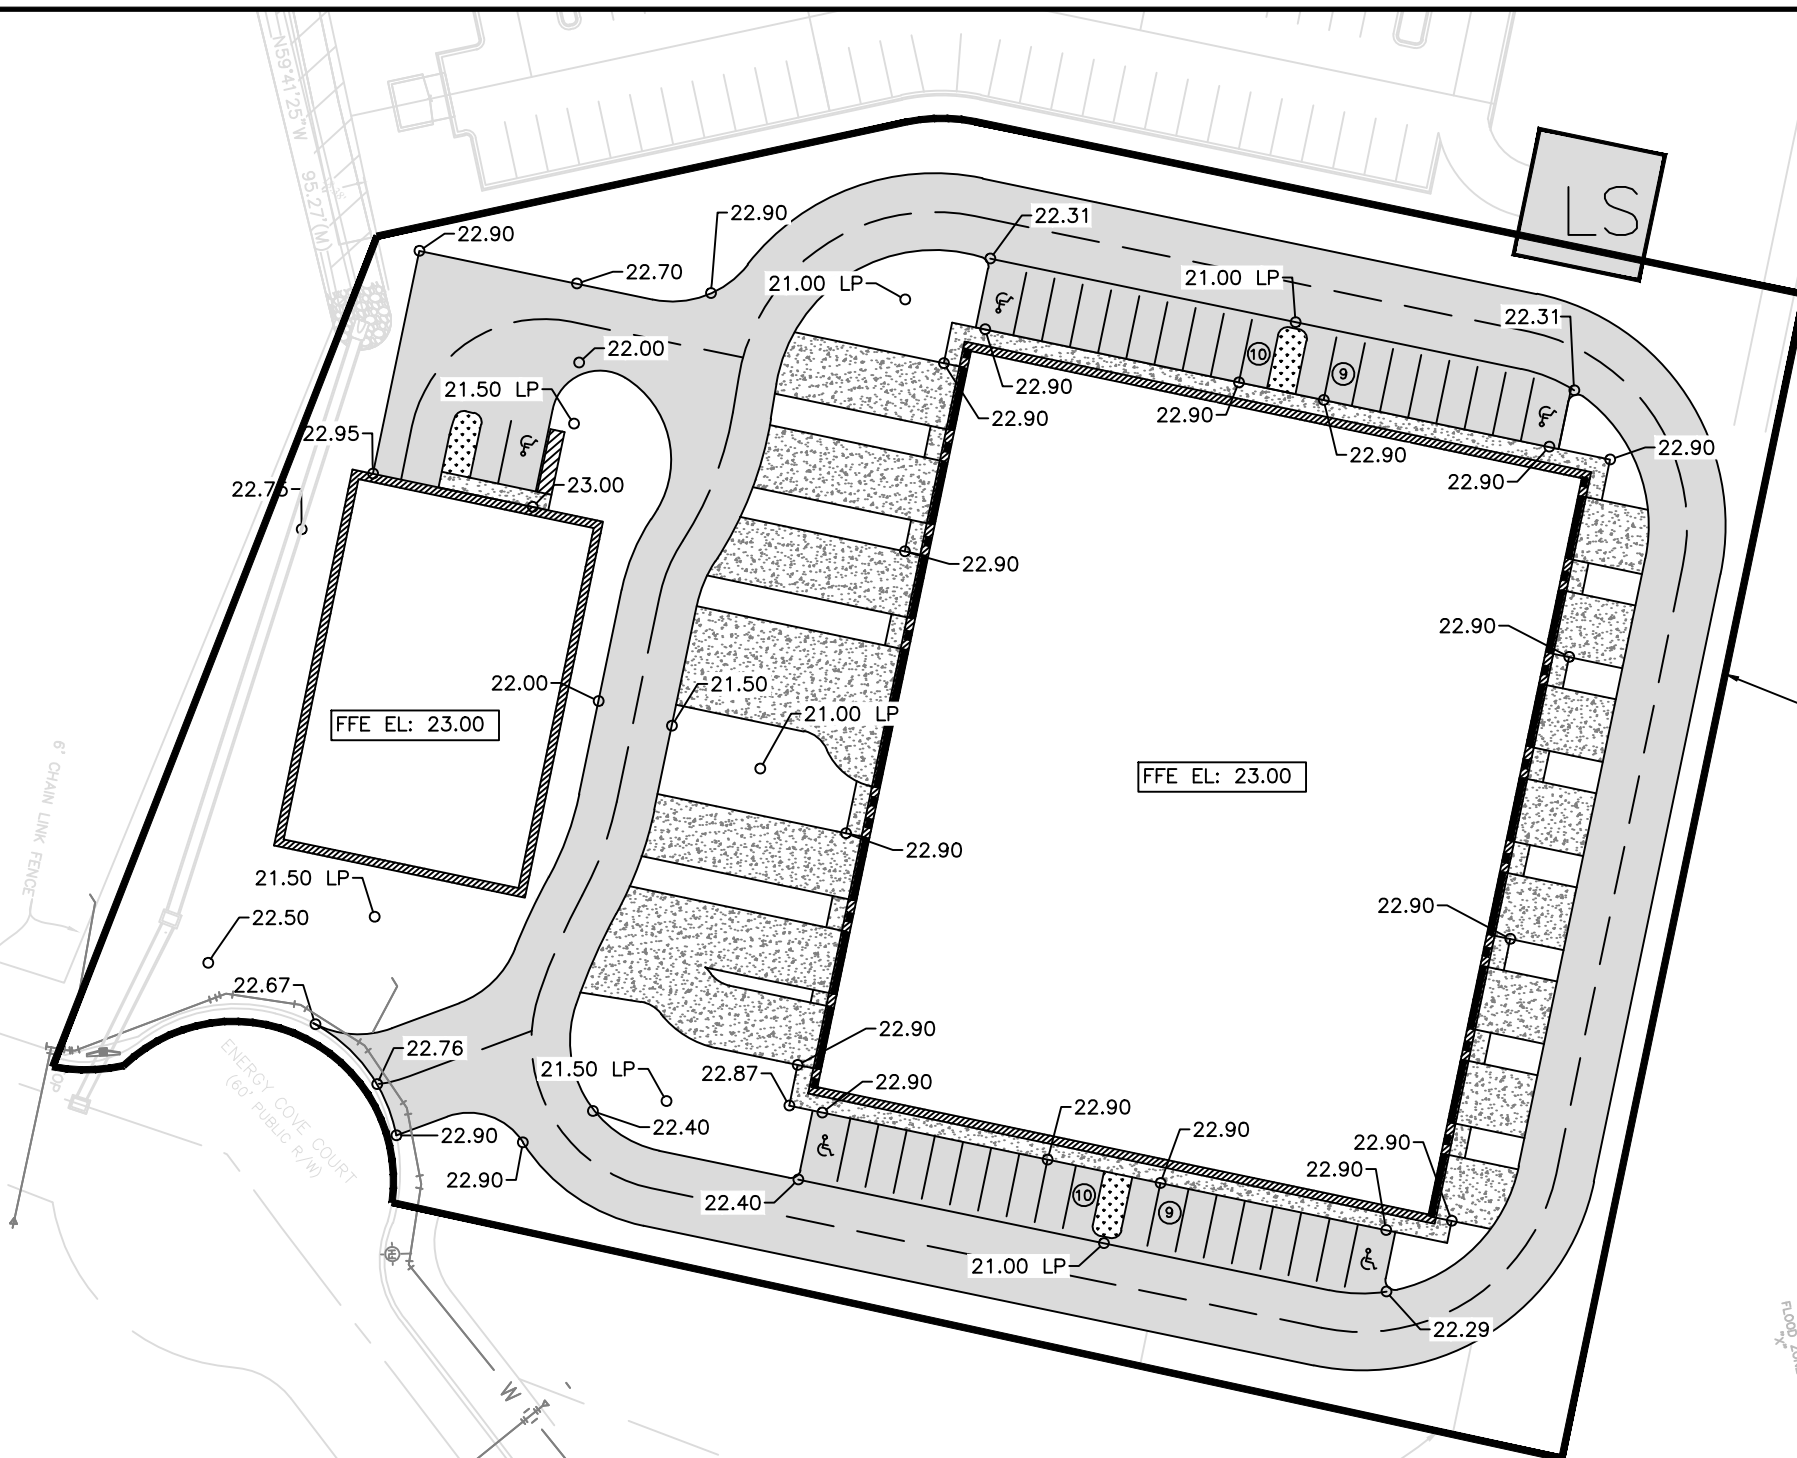 N59°41'25"W 95.27'(M)
LS
22.90
22.90
22.31
22.70
21.00 LP
21.00 LP
22.31
22.00
21.50 LP
10
9
22.90
22.90
22.90
22.95
22.90
22.90
22.90
23.00
22.75
22.90
22.90
22.00
21.50
21.00 LP
FFE EL: 23.00
FFE EL: 23.00
6' CHAIN LINK FENCE
22.90
21.50 LP
22.50
22.90
22.67
22.90
22.76
21.50 LP
22.87
22.90
22.90
22.40
22.90
22.90
22.90
22.90
22.90
22.90
10
9
22.40
21.00 LP
22.29
ENERGY COVE COURT
(60' PUBLIC R/W)
TOP
W
FLOOD ZONE
"X"